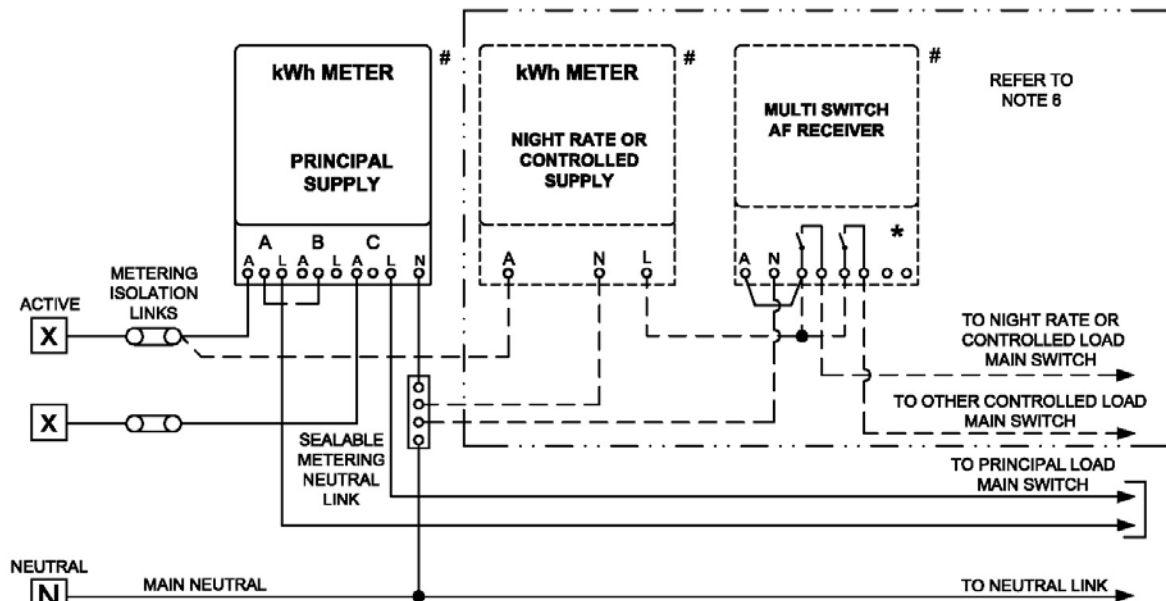 kWh METER
PRINCIPAL
SUPPLY
#
A B C
A L A L A L N
kWh METER
NIGHT RATE OR
CONTROLLED
SUPPLY
#
A N L
MULTI SWITCH
AF RECEIVER
#
*
A N
REFER TO
NOTE 6
METERING
ISOLATION
LINKS
ACTIVE
X
X
SEALABLE
METERING
NEUTRAL
LINK
TO NIGHT RATE OR
CONTROLLED LOAD
MAIN SWITCH
TO OTHER CONTROLLED LOAD
MAIN SWITCH
TO PRINCIPAL LOAD
MAIN SWITCH
NEUTRAL
N
MAIN NEUTRAL
TO NEUTRAL LINK